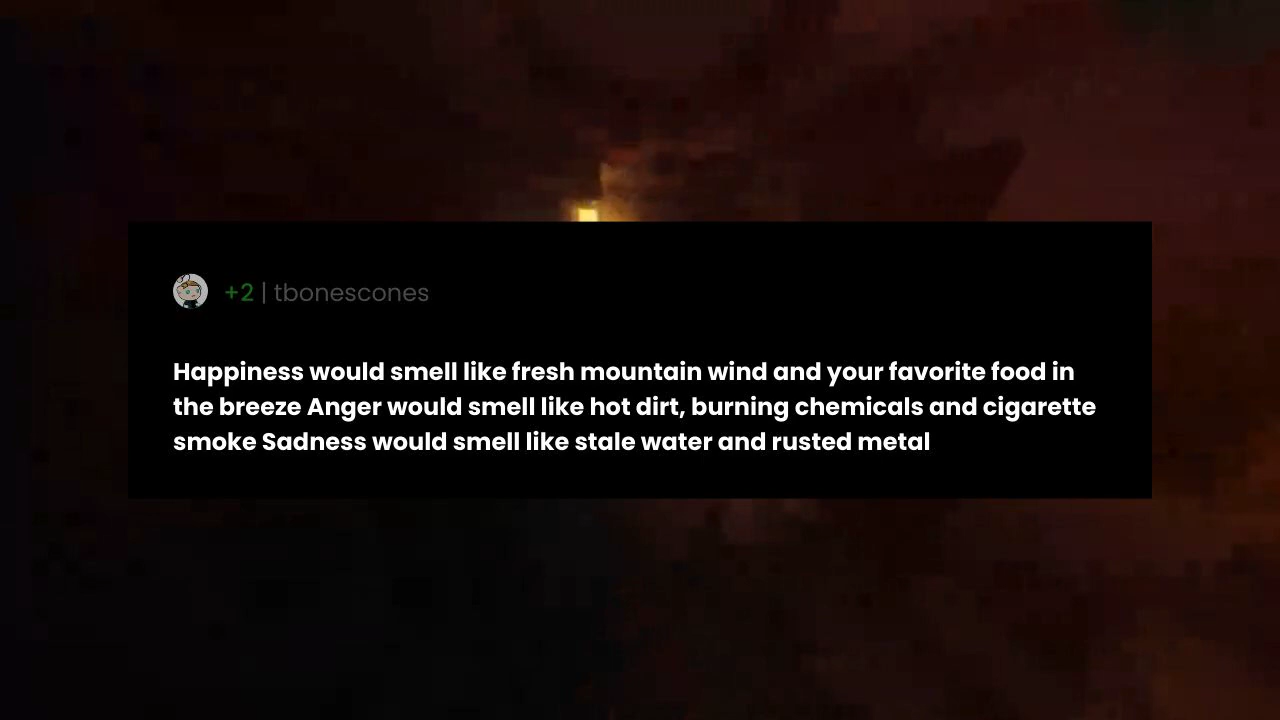 +2 | tbonescones
Happiness would smell like fresh mountain wind and your favorite food in
the breeze Anger would smell like hot dirt, burning chemicals and cigarette
smoke Sadness would smell like stale water and rusted metal